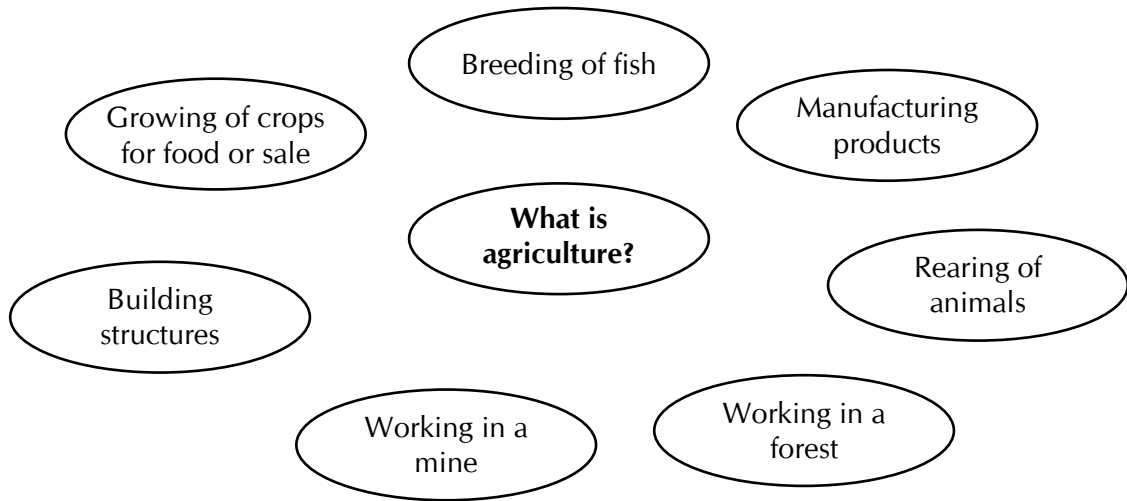 Breeding of fish
Growing of crops
for food or sale
Manufacturing
products
What is
agriculture?
Rearing of
animals
Building
structures
Working in a
mine
Working in a
forest